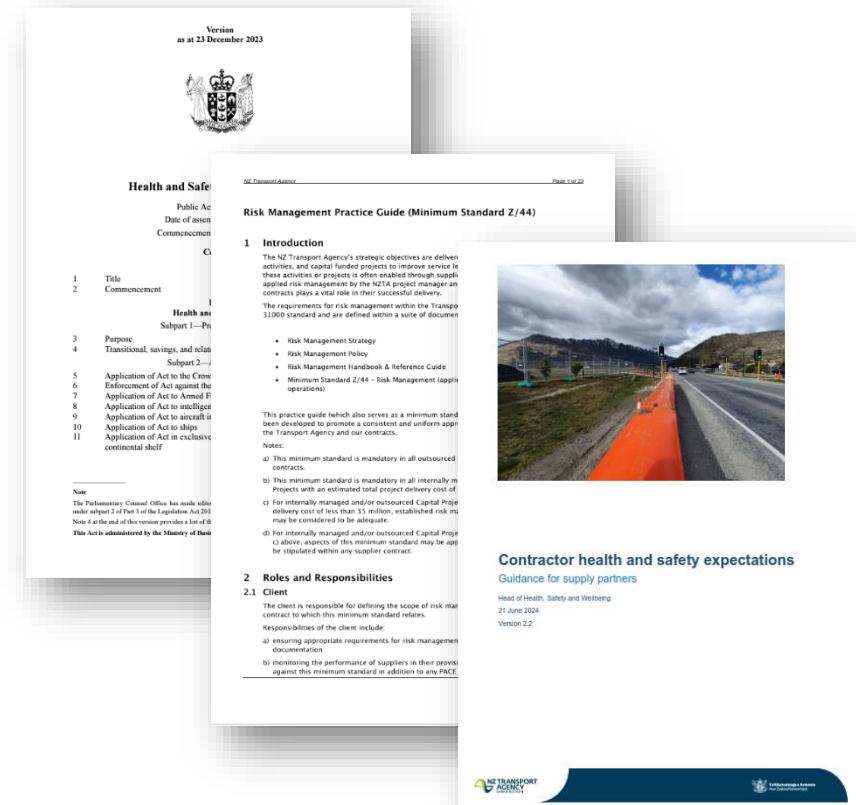 Version
as at 23 December 2023
Health and Safe
Public Ac
Date of assen
Commencemen
Co
1 Title
2 Commencement
Health and
Subpart 1—Pre
3 Purpose
4 Transitional, savings, and relat
Subpart 2—A
5 Application of Act to the Crow
6 Enforcement of Act against the
7 Application of Act to Armed F
8 Application of Act to intelligen
9 Application of Act to aircraft in
10 Application of Act to ships
11 Application of Act in exclusive
continental shelf
Note
The Parliamentary Counsel Office has made edito
under subpart 2 of Part 3 of the Legislation Act 201
Note 4 at the end of this version provides a list of th
This Act is administered by the Ministry of Busi
NZ Transport Agency Page 1 of 23
Risk Management Practice Guide (Minimum Standard Z/44)
1 Introduction
The NZ Transport Agency's strategic objectives are deliver
activities, and capital funded projects to improve service le
these activities or projects is often enabled through suppli
applied risk management by the NZTA project manager an
contracts plays a vital role in their successful delivery.
The requirements for risk management within the Transpo
31000 standard and are defined within a suite of documen
• Risk Management Strategy
• Risk Management Policy
• Risk Management Handbook & Reference Guide
• Minimum Standard Z/44 – Risk Management (applie
operations)
This practice guide (which also serves as a minimum stand
been developed to promote a consistent and uniform appr
the Transport Agency and our contracts.
Notes:
a) This minimum standard is mandatory in all outsourced
contracts.
b) This minimum standard is mandatory in all internally m
Projects with an estimated total project delivery cost of
c) For internally managed and/or outsourced Capital Proje
delivery cost of less than $5 million, established risk ma
may be considered to be adequate.
d) For internally managed and/or outsourced Capital Proje
c) above, aspects of this minimum standard may be app
be stipulated within any supplier contract.
2 Roles and Responsibilities
2.1 Client
The client is responsible for defining the scope of risk man
contract to which this minimum standard relates.
Responsibilities of the client include:
a) ensuring appropriate requirements for risk management
documentation
b) monitoring the performance of suppliers in their provisi
against this minimum standard in addition to any PACE
Contractor health and safety expectations
Guidance for supply partners
Head of Health, Safety and Wellbeing
21 June 2024
Version 2.2
NZ TRANSPORT
AGENCY
WAKA KOTAHI
Te Kāwanatanga o Aotearoa
New Zealand Government